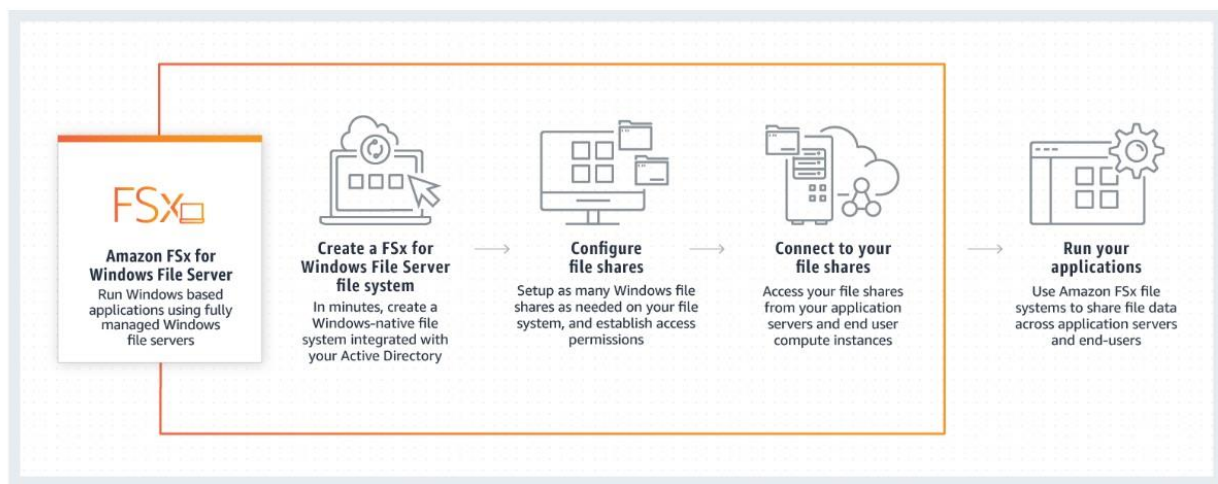 FSx
Amazon FSx for
Windows File Server
Run Windows based
applications using fully
managed Windows
file servers
Create a FSx for
Windows File Server
file system
In minutes, create a
Windows-native file
system integrated with
your Active Directory
Configure
file shares
Setup as many Windows file
shares as needed on your file
system, and establish access
permissions
Connect to your
file shares
Access your file shares
from your application
servers and end user
compute instances
Run your
applications
Use Amazon FSx file
systems to share file data
across application servers
and end-users